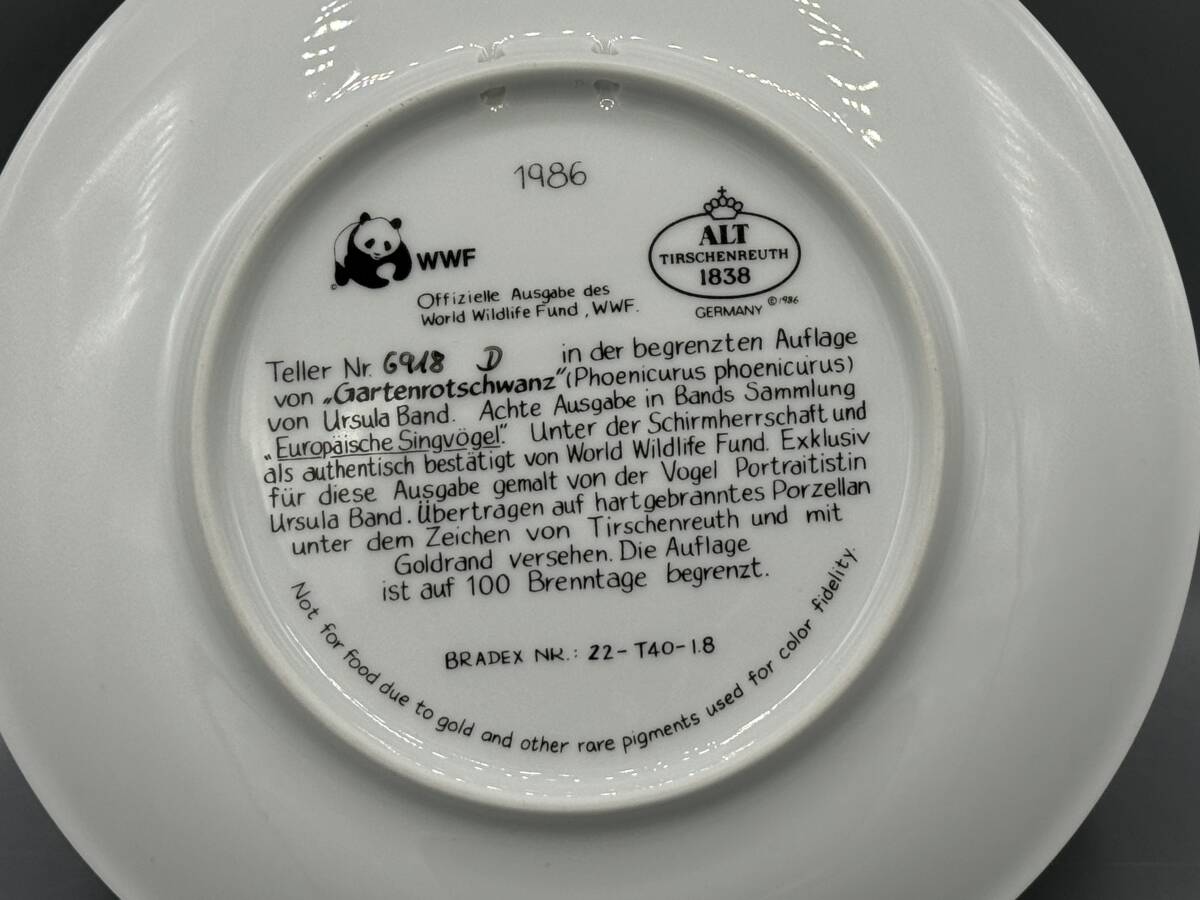 1986
WWF
Offizielle Ausgabe des
World Wildlife Fund, WWF.
ALT
TIRSCHENREUTH
1838
GERMANY © 1986
Teller Nr. 6918 D in der begrenzten Auflage
von „Gartenrotschwanz" (Phoenicurus phoenicurus)
von Ursula Band. Achte Ausgabe in Bands Sammlung
„Europäische Singvögel". Unter der Schirmherrschaft und
als authentisch bestätigt von World Wildlife Fund. Exklusiv
für diese Ausgabe gemalt von der Vogel Portraitistin
Ursula Band. Übertragen auf hartgebranntes Porzellan
unter dem Zeichen von Tirschenreuth und mit
Goldrand versehen. Die Auflage
ist auf 100 Brenntage begrenzt.
BRADEX NR.: 22-T40-1.8
Not for food due to gold and other rare pigments used for color fidelity.